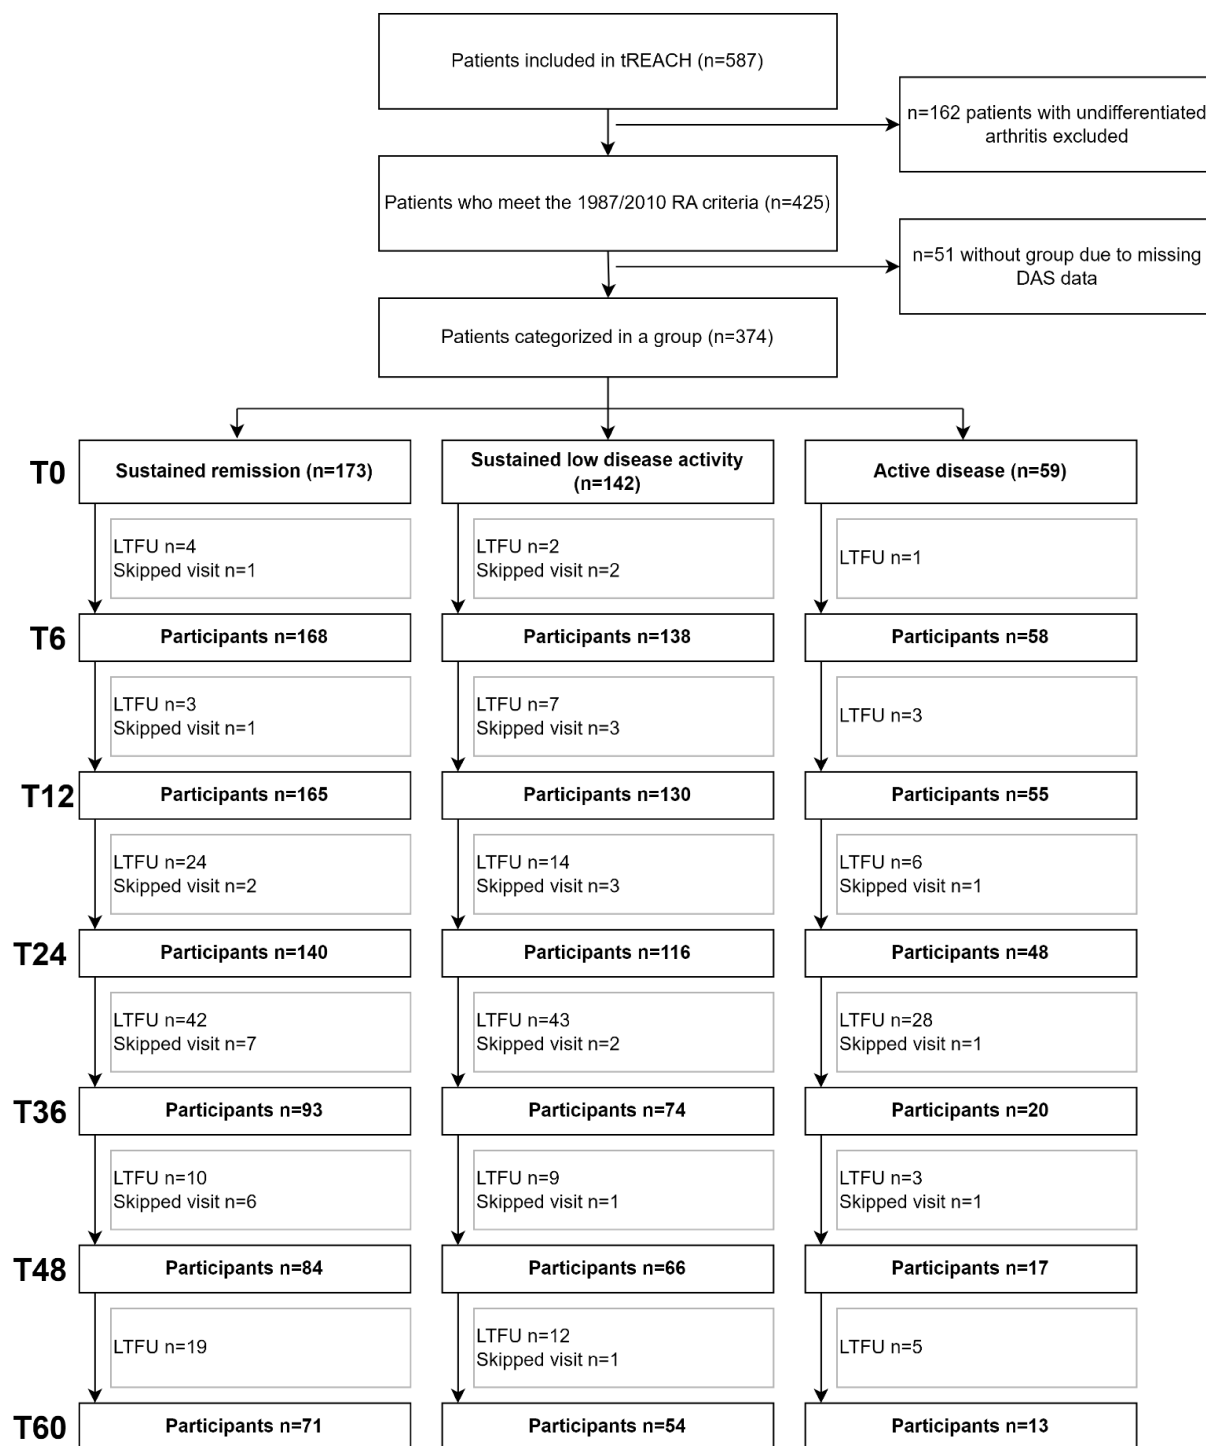 Patients included in tREACH (n=587)
n=162 patients with undifferentiated
arthritis excluded
Patients who meet the 1987/2010 RA criteria (n=425)
n=51 without group due to missing
DAS data
Patients categorized in a group (n=374)
T0
Sustained remission (n=173)
Sustained low disease activity
(n=142)
Active disease (n=59)
LTFU n=4
Skipped visit n=1
LTFU n=2
Skipped visit n=2
LTFU n=1
T6
Participants n=168
Participants n=138
Participants n=58
LTFU n=3
Skipped visit n=1
LTFU n=7
Skipped visit n=3
LTFU n=3
T12
Participants n=165
Participants n=130
Participants n=55
LTFU n=24
Skipped visit n=2
LTFU n=14
Skipped visit n=3
LTFU n=6
Skipped visit n=1
T24
Participants n=140
Participants n=116
Participants n=48
LTFU n=42
Skipped visit n=7
LTFU n=43
Skipped visit n=2
LTFU n=28
Skipped visit n=1
T36
Participants n=93
Participants n=74
Participants n=20
LTFU n=10
Skipped visit n=6
LTFU n=9
Skipped visit n=1
LTFU n=3
Skipped visit n=1
T48
Participants n=84
Participants n=66
Participants n=17
LTFU n=19
LTFU n=12
Skipped visit n=1
LTFU n=5
T60
Participants n=71
Participants n=54
Participants n=13